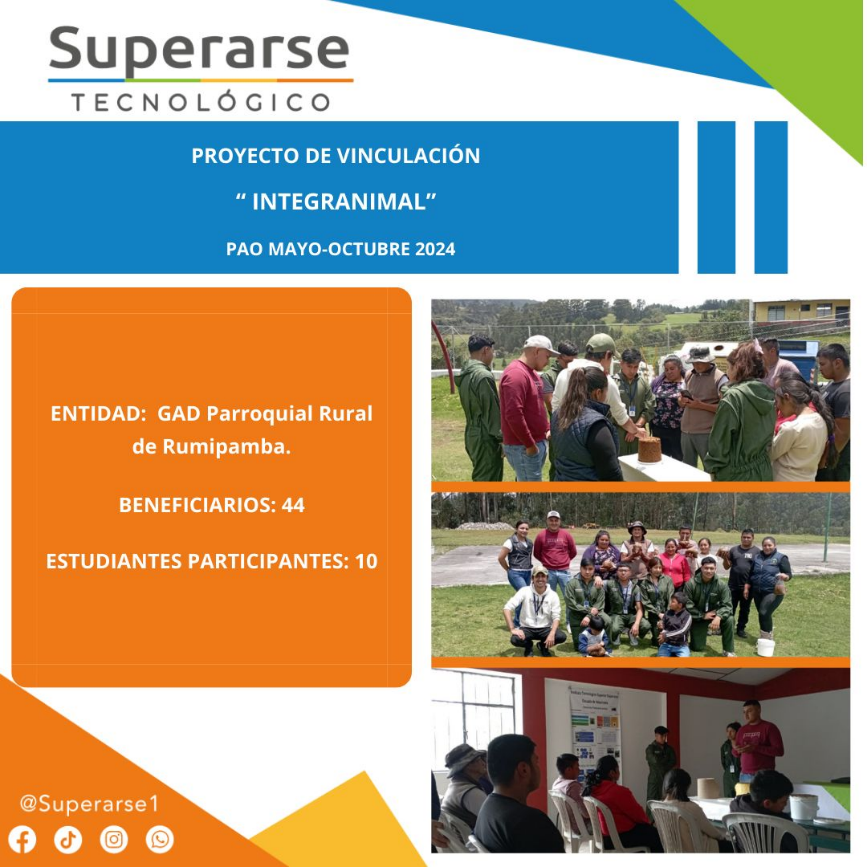 Superarse
TECNOLÓGICO
PROYECTO DE VINCULACIÓN
“ INTEGRANIMAL”
PAO MAYO-OCTUBRE 2024
ENTIDAD: GAD Parroquial Rural
de Rumipamba.
BENEFICIARIOS: 44
ESTUDIANTES PARTICIPANTES: 10
@Superarse1